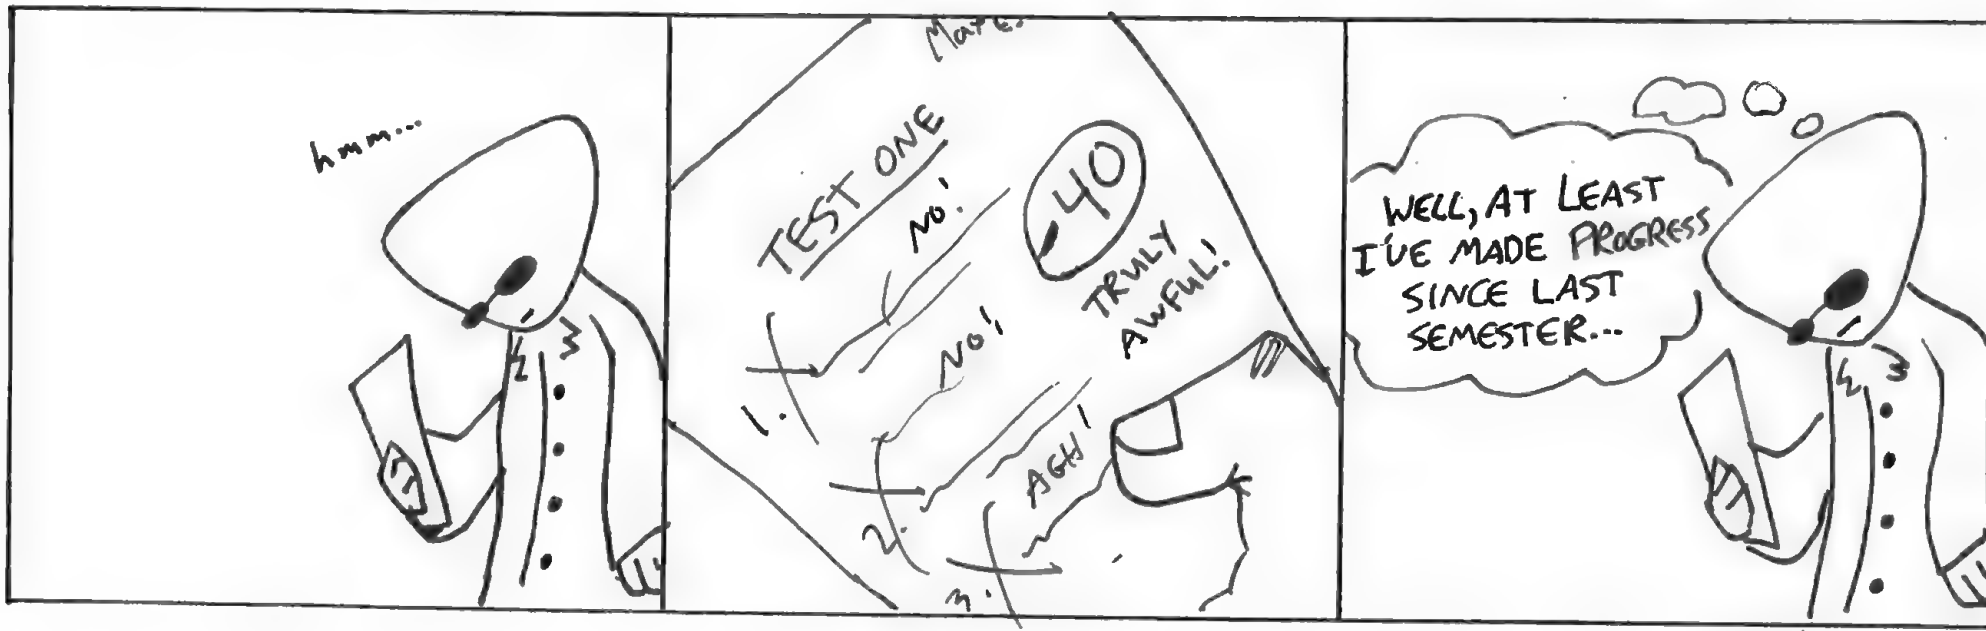 hmm...
TEST ONE
-40
TRULY
AWFUL!
NO!
1.
NO!
2.
AGH!
3.
WELL, AT LEAST
I'VE MADE PROGRESS
SINCE LAST
SEMESTER...